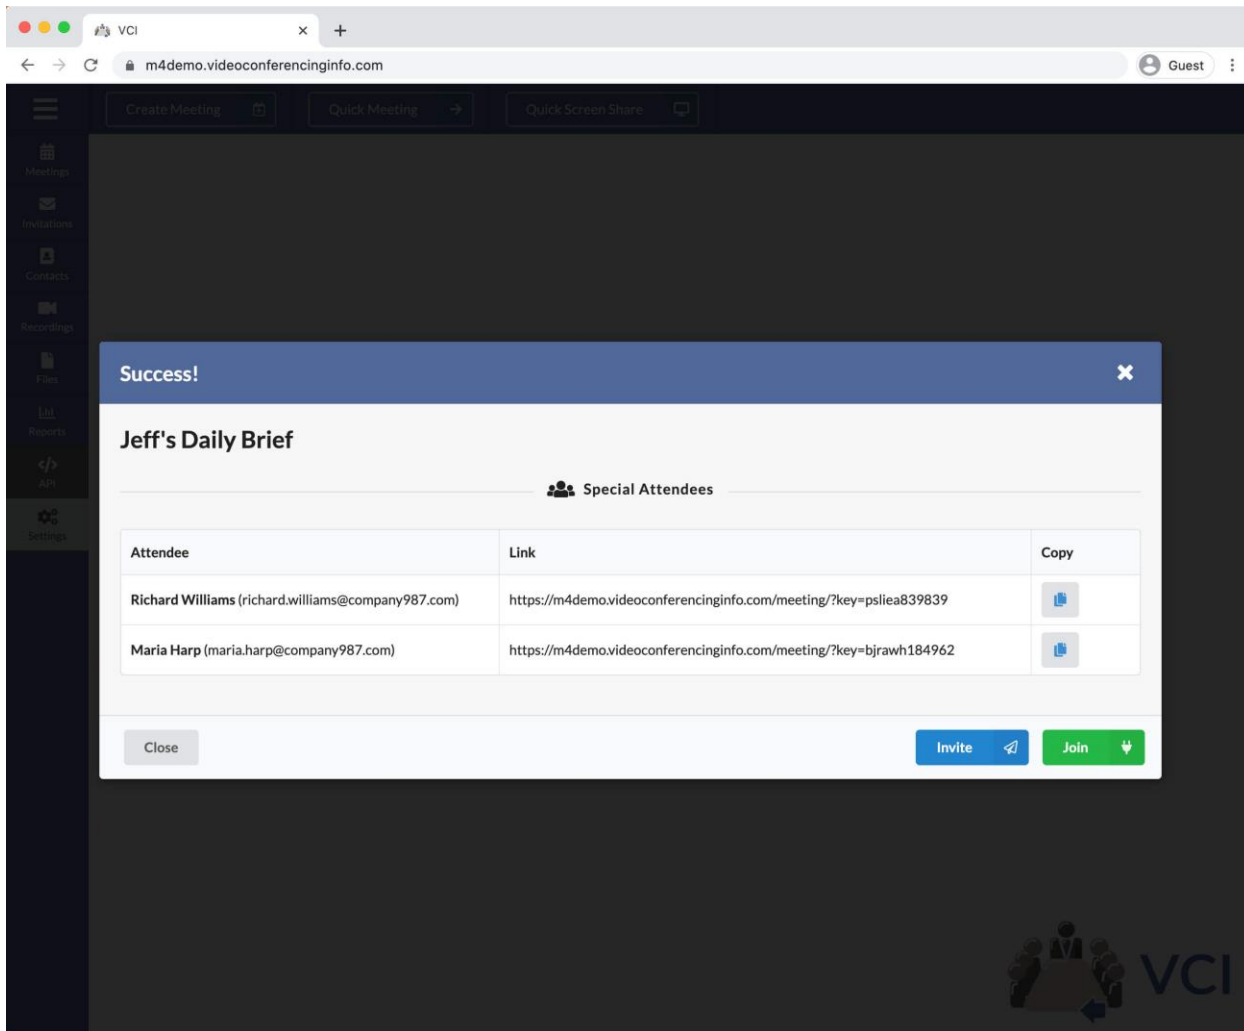 VCI
m4demo.videoconferencinginfo.com
Guest
Create Meeting
Quick Meeting
Quick Screen Share
Meetings
Invitations
Contacts
Recordings
Files
Reports
</>
API
Settings
Success!
Jeff's Daily Brief
Special Attendees
Attendee Link Copy
Richard Williams (richard.williams@company987.com) https://m4demo.videoconferencinginfo.com/meeting/?key=psliea839839
Maria Harp (maria.harp@company987.com) https://m4demo.videoconferencinginfo.com/meeting/?key=bjrawh184962
Close Invite Join
VCI